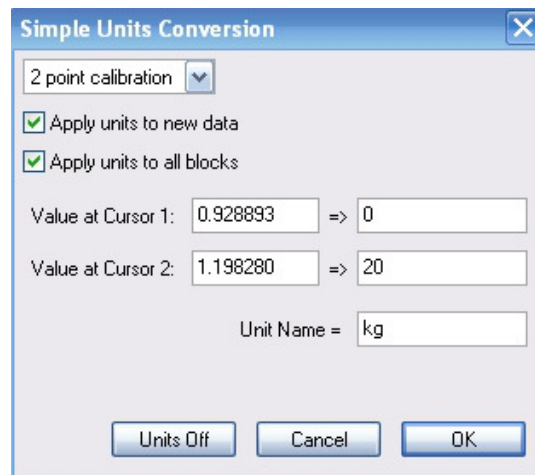 Simple Units Conversion
2 point calibration
Apply units to new data
Apply units to all blocks
Value at Cursor 1: 0.928893 => 0
Value at Cursor 2: 1.198280 => 20
Unit Name = kg
Units Off Cancel OK